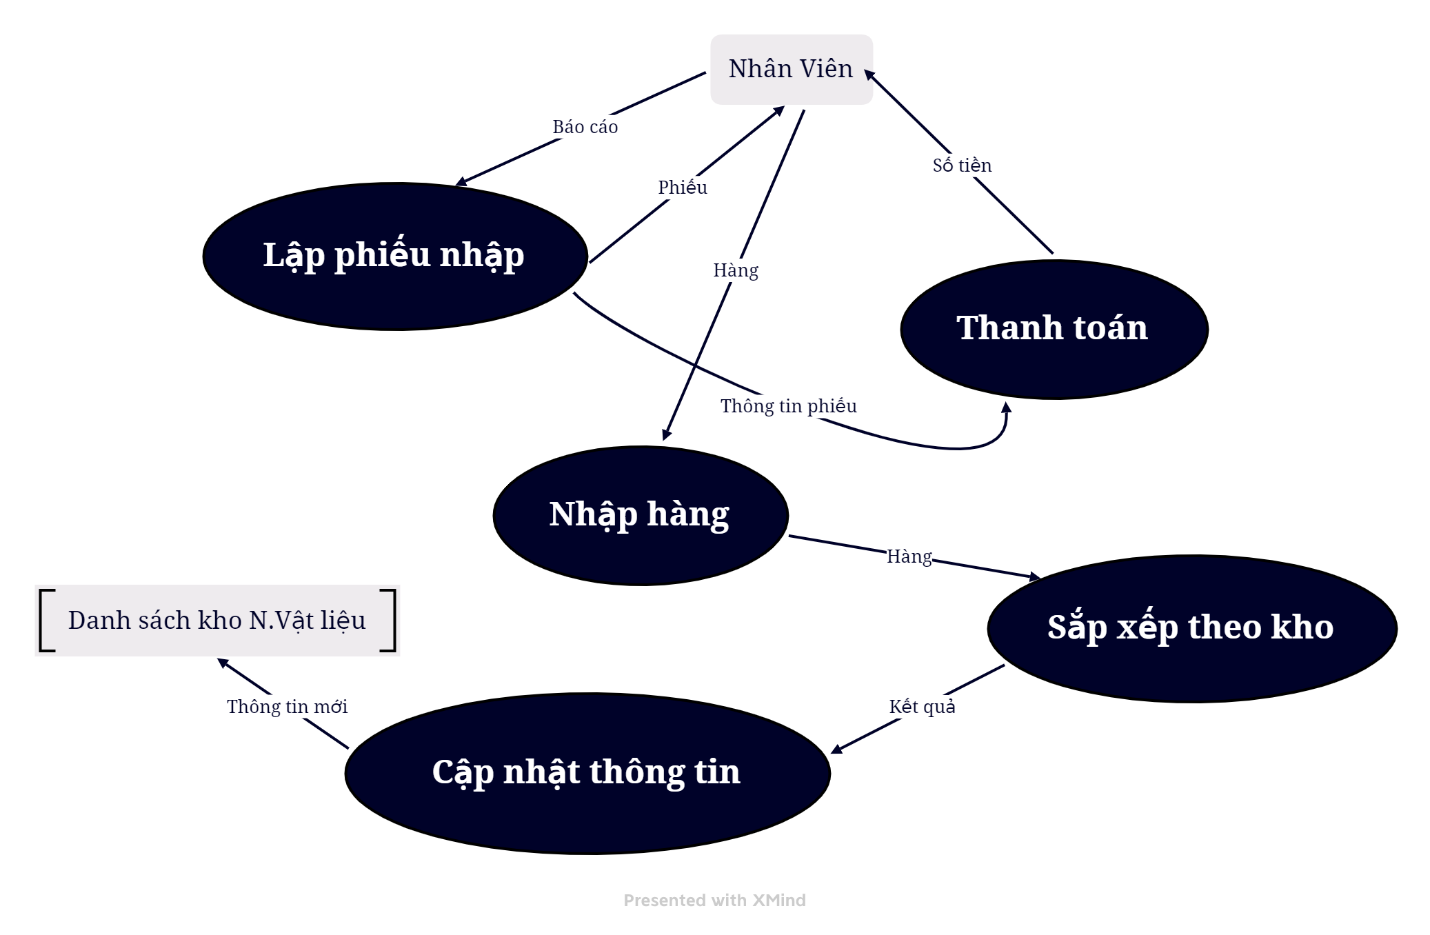 Nhân Viên
Báo cáo
Số tiền
Phiếu
Lập phiếu nhập
Hàng
Thanh toán
Thông tin phiếu
Nhập hàng
Hàng
Danh sách kho N.Vật liệu
Sắp xếp theo kho
Thông tin mới
Kết quả
Cập nhật thông tin
Presented with XMind